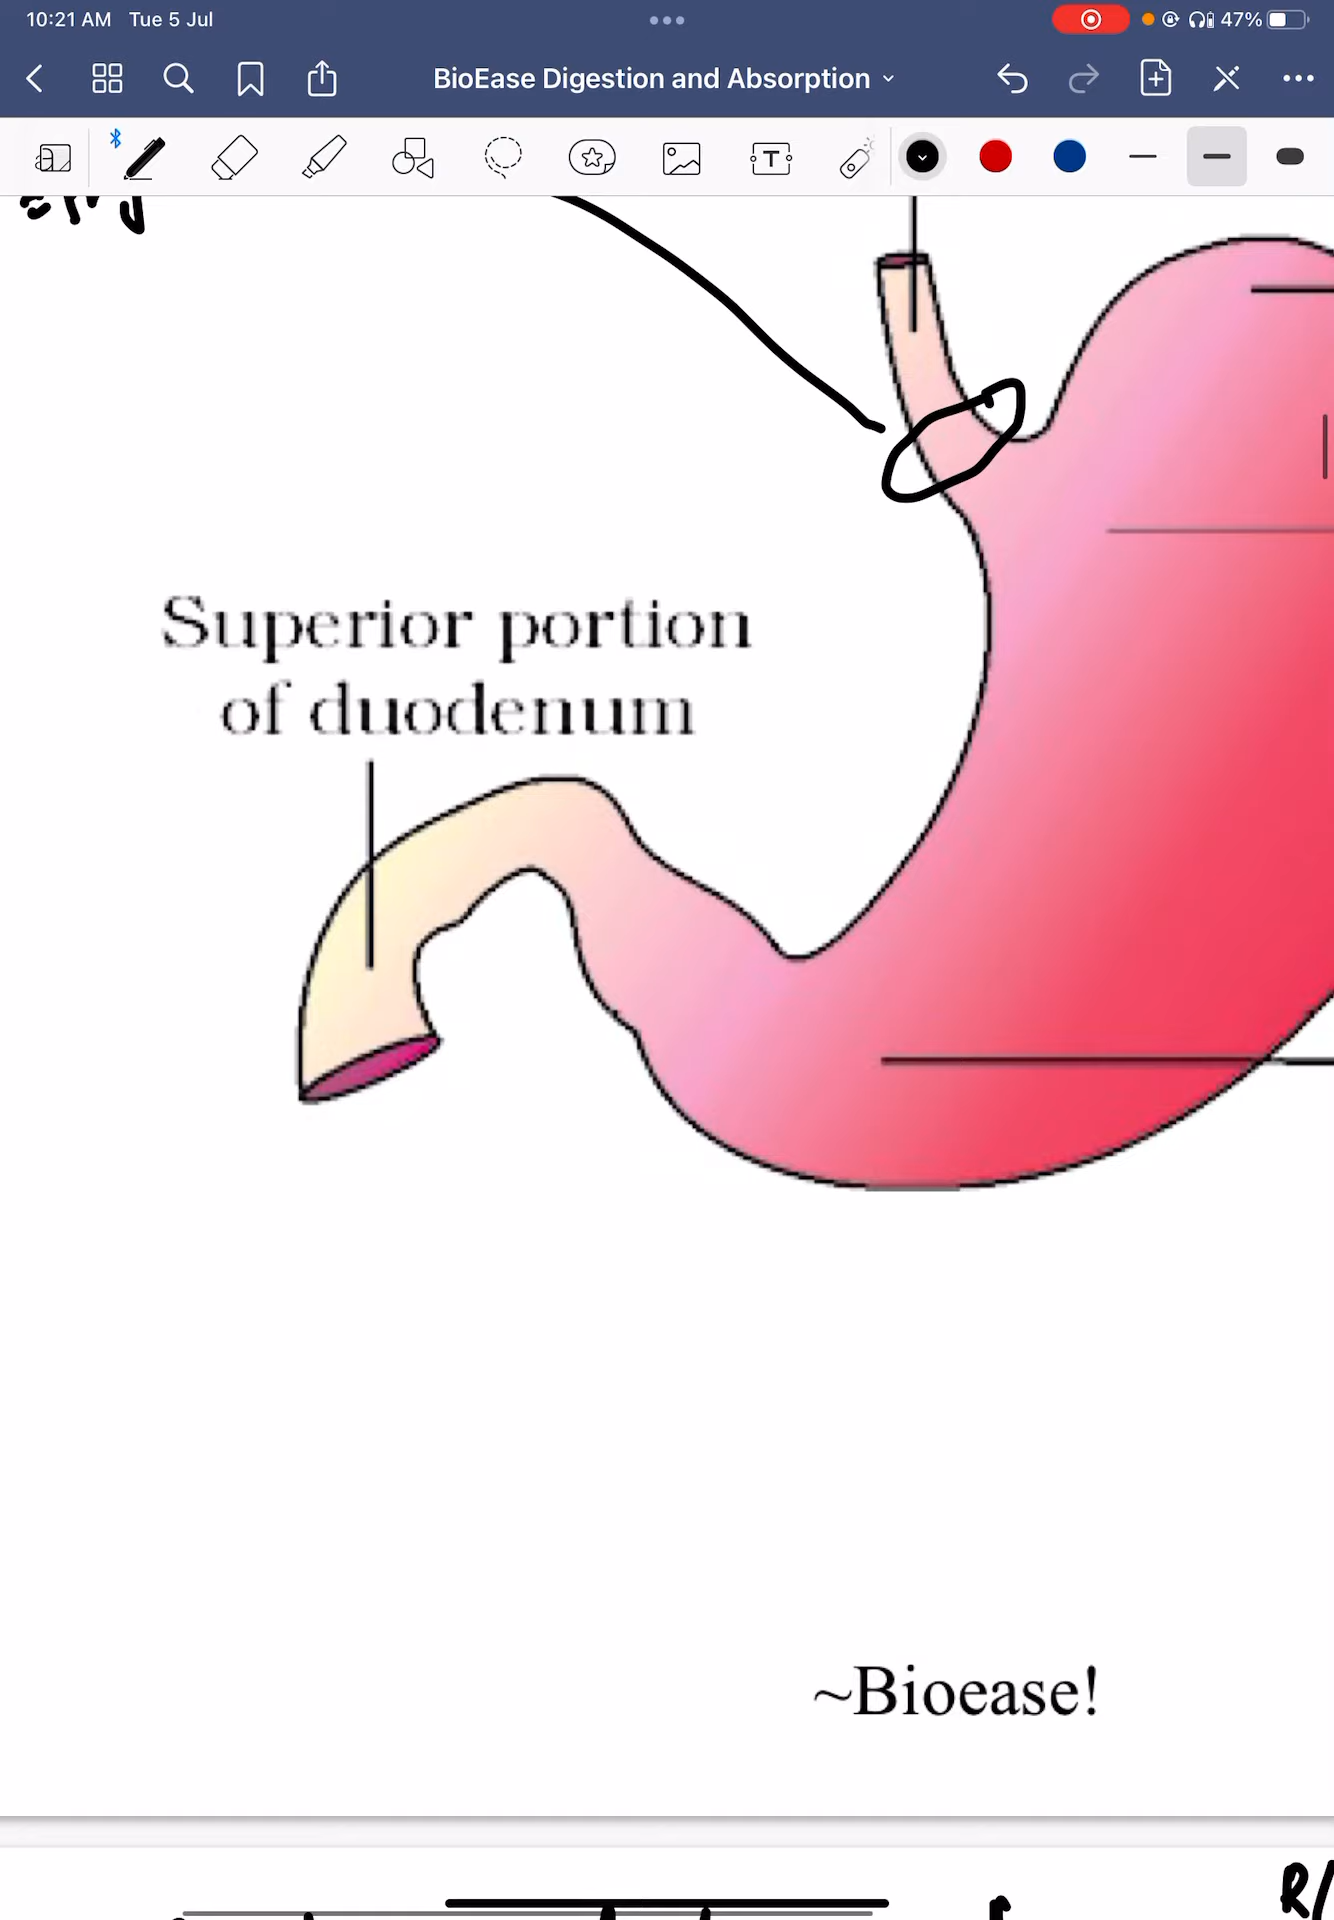 10:21 AM Tue 5 Jul
47%
BioEase Digestion and Absorption
T
Superior portion
of duodenum
~Bioease!
R/